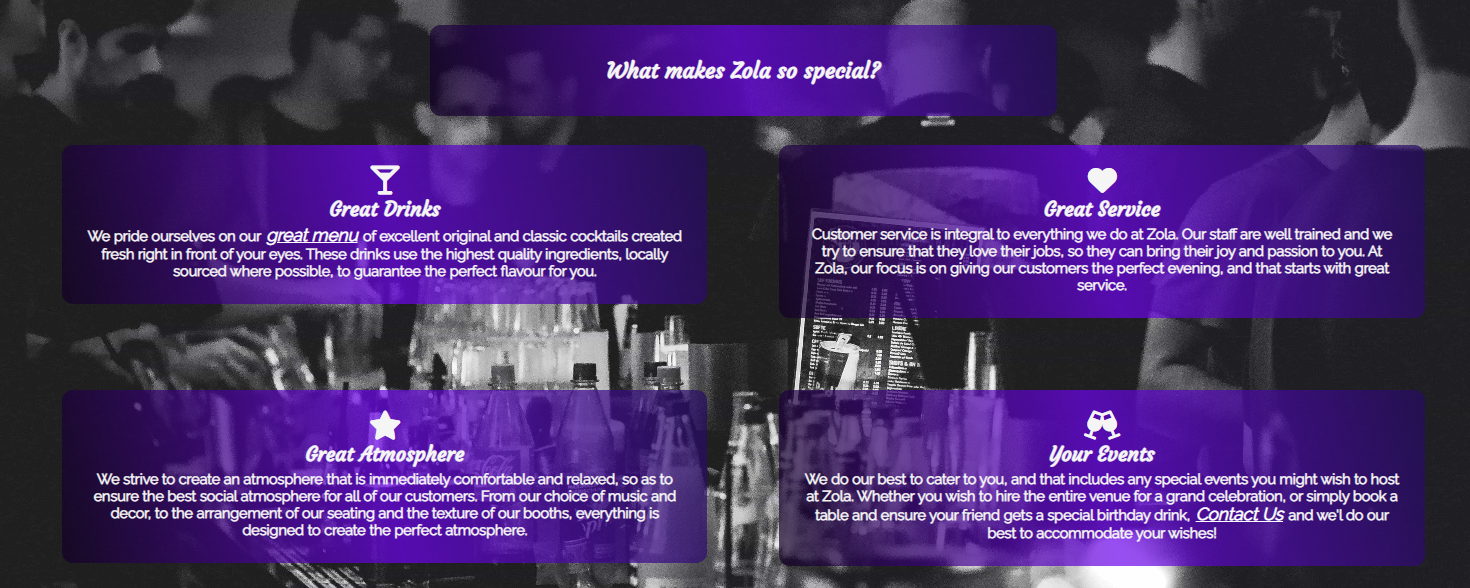 What makes Zola so special?
Great Drinks
We pride ourselves on our great menu of excellent original and classic cocktails created
fresh right in front of your eyes. These drinks use the highest quality ingredients, locally
sourced where possible, to guarantee the perfect flavour for you.
Great Service
Customer service is integral to everything we do at Zola. Our staff are well trained and we
try to ensure that they love their jobs, so they can bring their joy and passion to you. At
Zola, our focus is on giving our customers the perfect evening, and that starts with great
service.
Great Atmosphere
We strive to create an atmosphere that is immediately comfortable and relaxed, so as to
ensure the best social atmosphere for all of our customers. From our choice of music and
decor, to the arrangement of our seating and the texture of our booths, everything is
designed to create the perfect atmosphere.
Your Events
We do our best to cater to you, and that includes any special events you might wish to host
at Zola. Whether you wish to hire the entire venue for a grand celebration, or simply book a
table and ensure your friend gets a special birthday drink, Contact Us and we'l do our
best to accommodate your wishes!